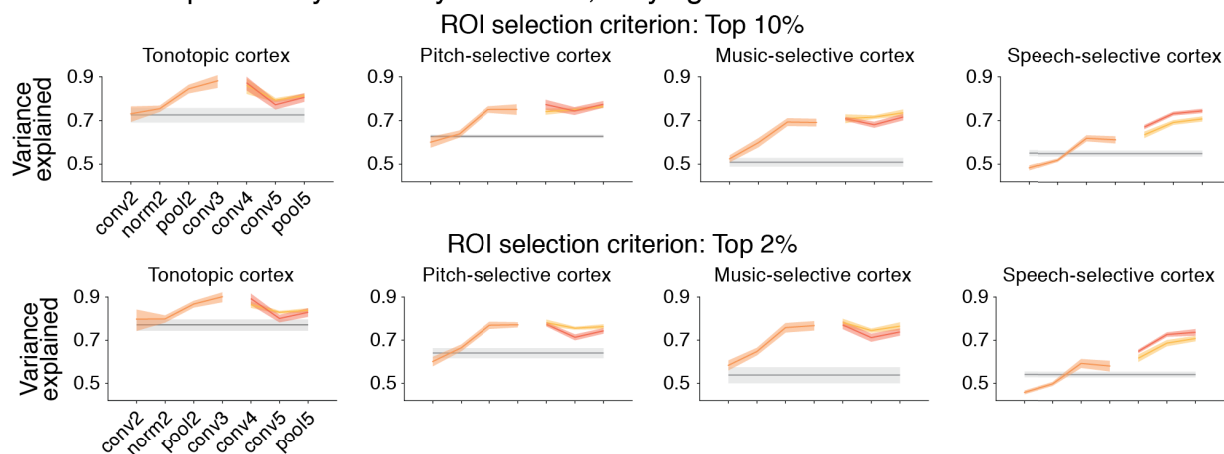 ROI selection criterion: Top 10%
Tonotopic cortex
Pitch-selective cortex
Music-selective cortex
Speech-selective cortex
Variance
explained
0.9
0.7
0.5
0.9
0.7
0.5
0.9
0.7
0.5
0.9
0.7
0.5
conv2
norm2
pool2
conv3
conv4
conv5
pool5
ROI selection criterion: Top 2%
Tonotopic cortex
Pitch-selective cortex
Music-selective cortex
Speech-selective cortex
Variance
explained
0.9
0.7
0.5
0.9
0.7
0.5
0.9
0.7
0.5
0.9
0.7
0.5
conv2
norm2
pool2
conv3
conv4
conv5
pool5